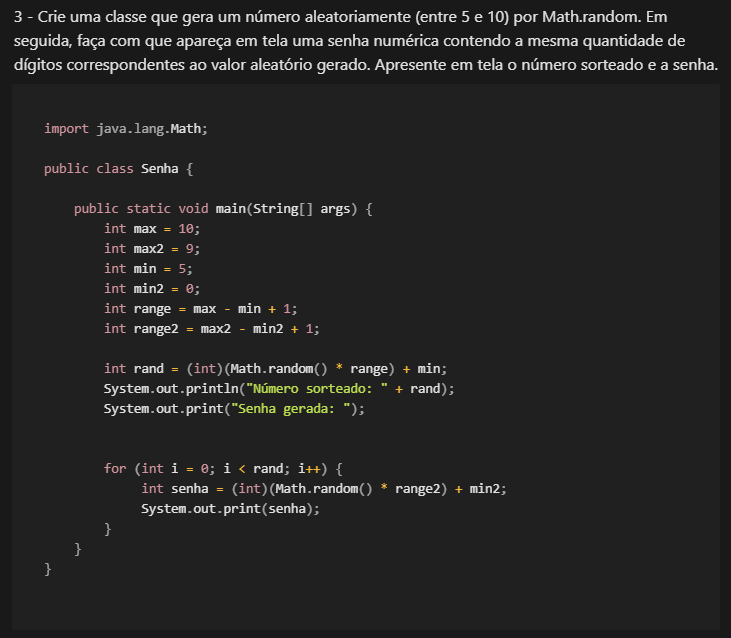 3 - Crie uma classe que gera um número aleatoriamente (entre 5 e 10) por Math.random. Em
seguida, faça com que apareça em tela uma senha numérica contendo a mesma quantidade de
dígitos correspondentes ao valor aleatório gerado. Apresente em tela o número sorteado e a senha.
import java.lang.Math;
public class Senha {
public static void main(String[] args) {
int max = 10;
int max2 = 9;
int min = 5;
int min2 = 0;
int range = max - min + 1;
int range2 = max2 - min2 + 1;
int rand = (int)(Math.random() * range) + min;
System.out.println("Número sorteado: " + rand);
System.out.print("Senha gerada: ");
for (int i = 0; i < rand; i++) {
int senha = (int)(Math.random() * range2) + min2;
System.out.print(senha);
}
}
}